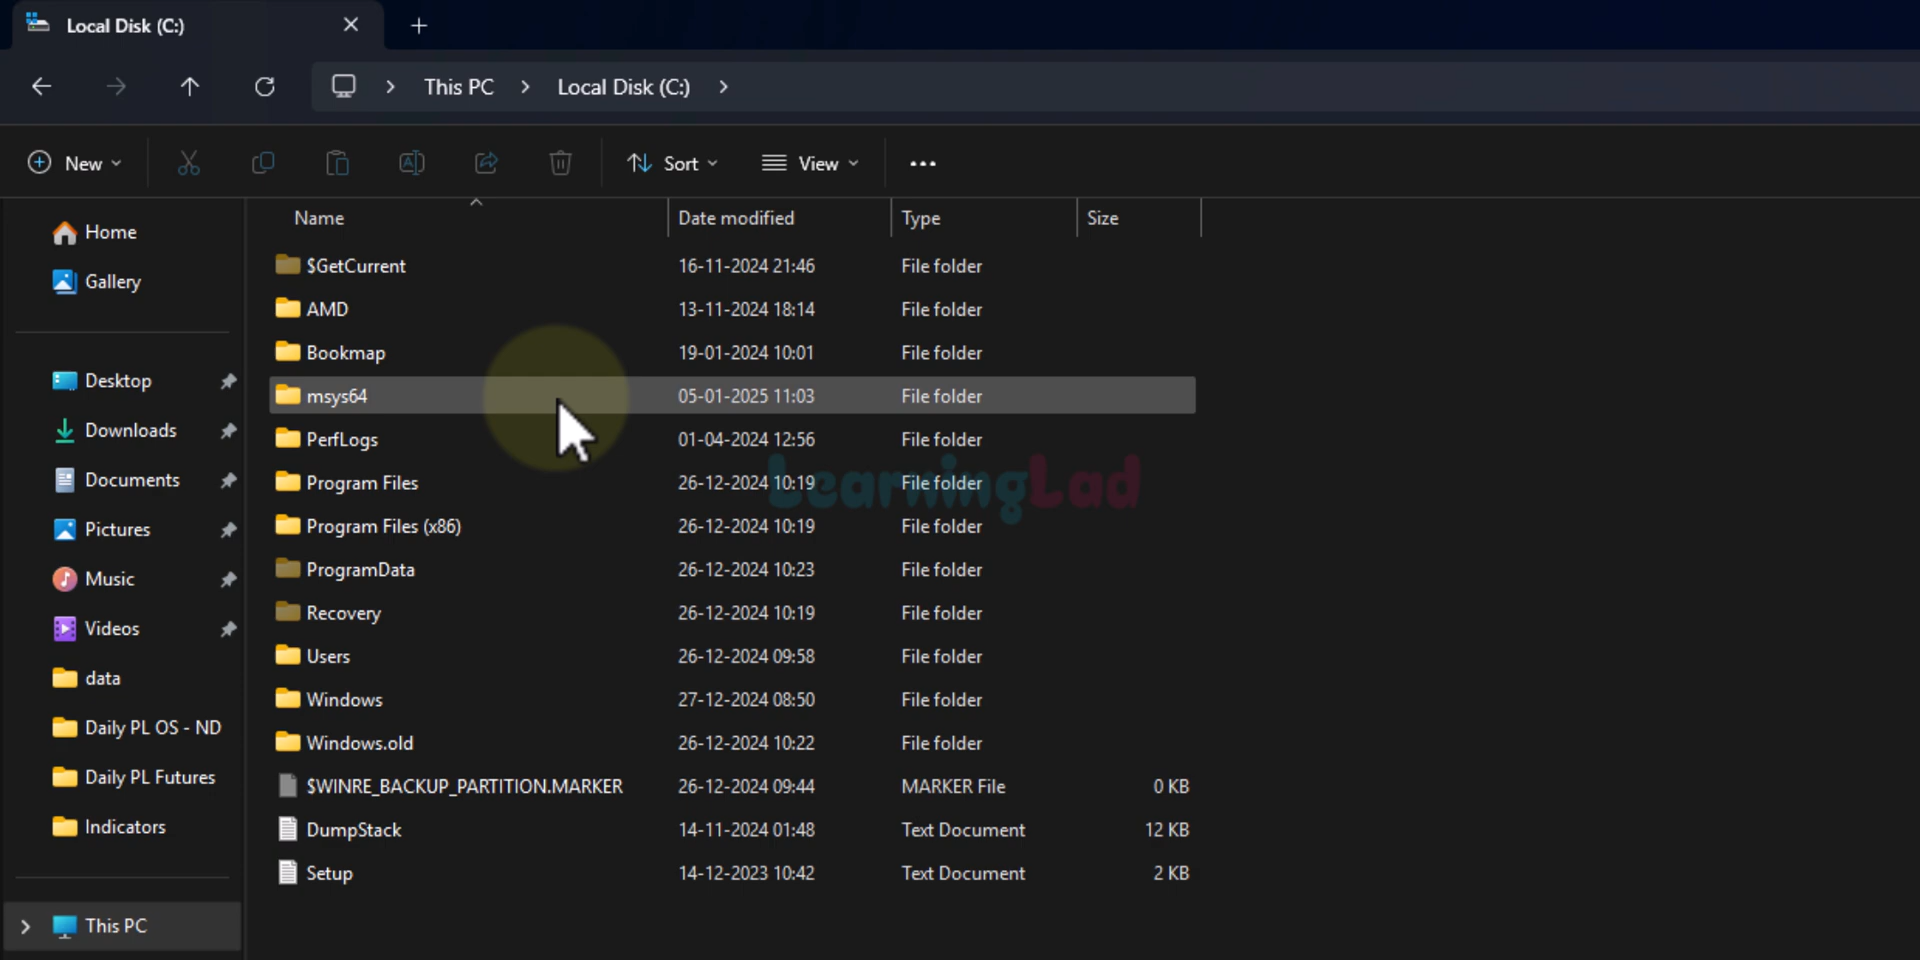 Local Disk (C:)
This PC > Local Disk (C:) >
New Sort View
Name Date modified Type Size
Home
Gallery
Desktop
Downloads
Documents
Pictures
Music
Videos
data
Daily PL OS - ND
Daily PL Futures
Indicators
This PC
$GetCurrent 16-11-2024 21:46 File folder
AMD 13-11-2024 18:14 File folder
Bookmap 19-01-2024 10:01 File folder
msys64 05-01-2025 11:03 File folder
PerfLogs 01-04-2024 12:56 File folder
Program Files 26-12-2024 10:19 File folder
Program Files (x86) 26-12-2024 10:19 File folder
ProgramData 26-12-2024 10:23 File folder
Recovery 26-12-2024 10:19 File folder
Users 26-12-2024 09:58 File folder
Windows 27-12-2024 08:50 File folder
Windows.old 26-12-2024 10:22 File folder
$WINRE_BACKUP_PARTITION.MARKER 26-12-2024 09:44 MARKER File 0 KB
DumpStack 14-11-2024 01:48 Text Document 12 KB
Setup 14-12-2023 10:42 Text Document 2 KB
LearningLad